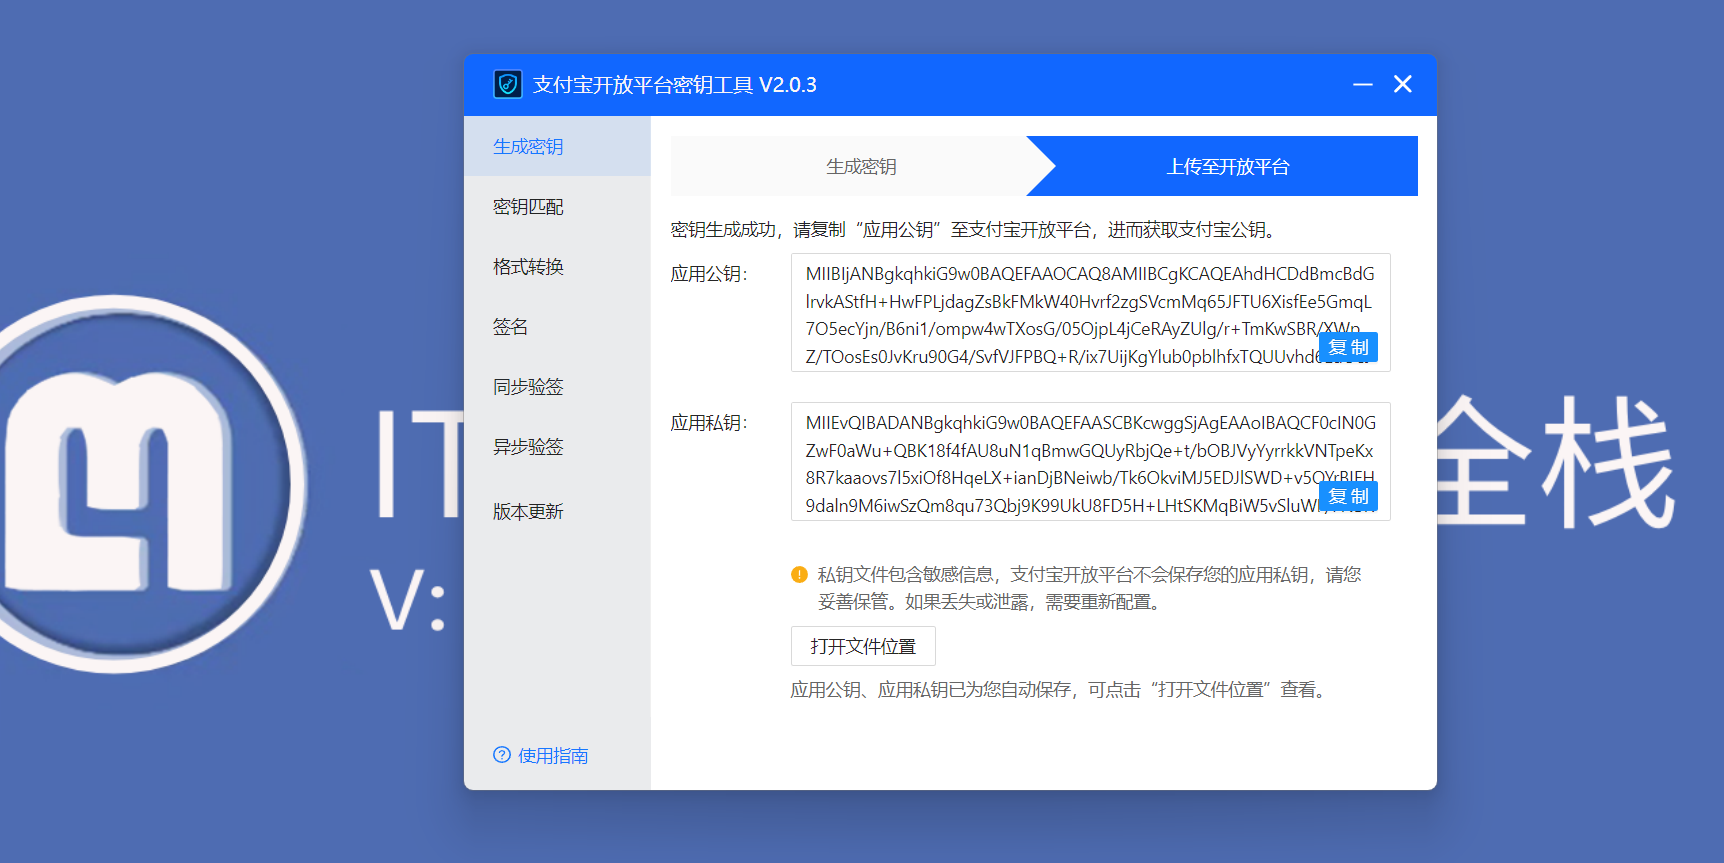 支付宝开放平台密钥工具 V2.0.3
生成密钥
密钥匹配
格式转换
签名
同步验签
异步验签
版本更新
使用指南
生成密钥
上传至开放平台
密钥生成成功，请复制“应用公钥”至支付宝开放平台，进而获取支付宝公钥。
应用公钥：
MIIBIjANBgkqhkiG9w0BAQEFAAOCAQ8AMIIBCgKCAQEAhdHCDdBmcBdG
lrvkAStfH+HwFPLjdagZsBkFMkW40Hvrf2zgSVcmMq65JFTU6XisfEe5GmqL
7O5ecYjn/B6ni1/ompw4wTXosG/05OjpL4jCeRAyZUlg/r+TmKwSBR/XWp
Z/TOosEs0JvKru90G4/SvfVJFPBQ+R/ix7UijKgYlub0pblhfxTQUUvhd6
复制
应用私钥：
MIIEvQIBADANBgkqhkiG9w0BAQEFAASCBKcwggSjAgEAAoIBAQCF0cIN0G
ZwF0aWu+QBK18f4fAU8uN1qBmwGQUyRbjQe+t/bOBJVyYyrrkkVNTpeKx
8R7kaaovs7l5xiOf8HqeLX+ianDjBNeiwb/Tk6OkviMJ5EDJlSWD+v5OYrBIFH
9daln9M6iwSzQm8qu73Qbj9K99UkU8FD5H+LHtSKMqBiW5vSluW
复制
私钥文件包含敏感信息，支付宝开放平台不会保存您的应用私钥，请您
妥善保管。如果丢失或泄露，需要重新配置。
打开文件位置
应用公钥、应用私钥已为您自动保存，可点击“打开文件位置”查看。
IT
全栈
V: